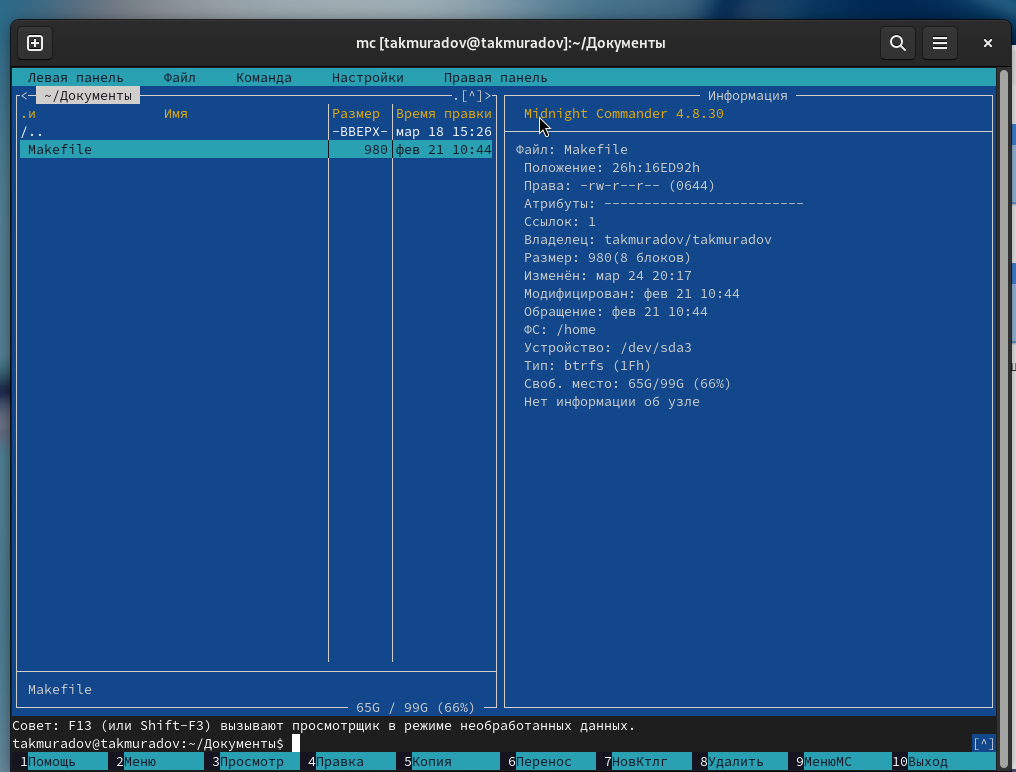 mc [takmuradov@takmuradov]:~/Документы
Левая панель Файл Команда Настройки Правая панель
<─ ~/Документы .[^]>
.и Имя Размер Время правки
/.. -ВВЕРХ- мар 18 15:26
Makefile 980 фев 21 10:44
Makefile
65G / 99G (66%)
Информация
Midnight Commander 4.8.30
Файл: Makefile
Положение: 26h:16ED92h
Права: -rw-r--r-- (0644)
Атрибуты: -------------------------
Ссылок: 1
Владелец: takmuradov/takmuradov
Размер: 980(8 блоков)
Изменён: мар 24 20:17
Модифицирован: фев 21 10:44
Обращение: фев 21 10:44
ФС: /home
Устройство: /dev/sda3
Тип: btrfs (1Fh)
Своб. место: 65G/99G (66%)
Нет информации об узле
Совет: F13 (или Shift-F3) вызывают просмотрщик в режиме необработанных данных.
takmuradov@takmuradov:~/Документы$ [^]
1Помощь 2Меню 3Просмотр 4Правка 5Копия 6Перенос 7НовКтлг 8Удалить 9МенюМС 10Выход